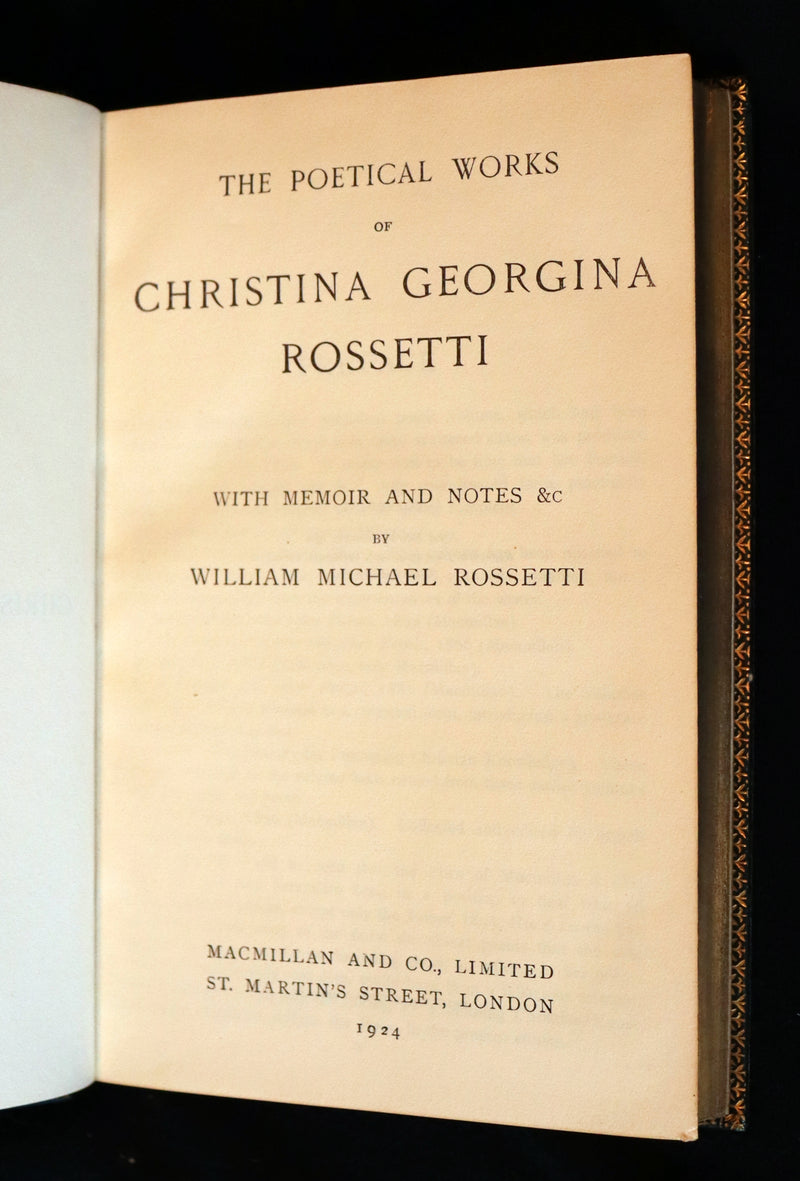 THE POETICAL WORKS
OF
CHRISTINA GEORGINA
ROSSETTI
WITH MEMOIR AND NOTES &C
BY
WILLIAM MICHAEL ROSSETTI
MACMILLAN AND CO., LIMITED
ST. MARTIN'S STREET, LONDON
1924